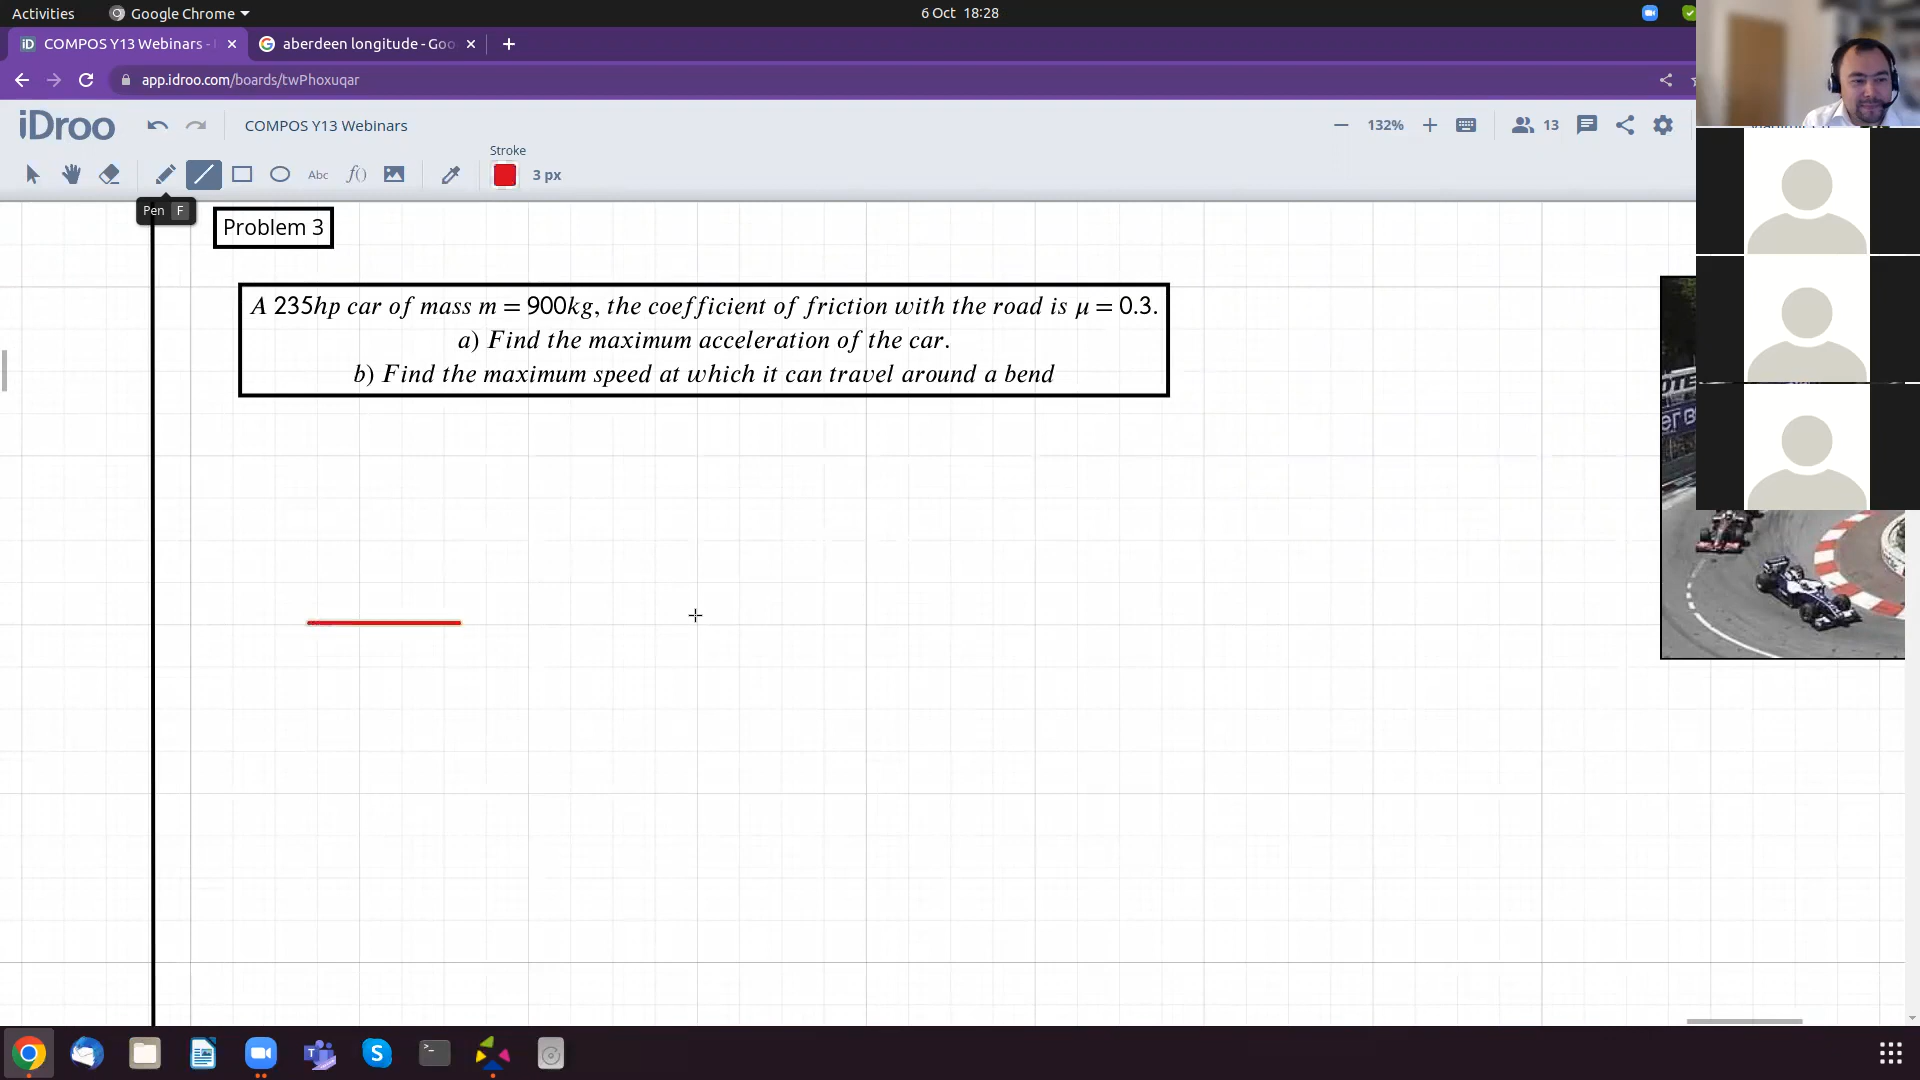 Activities
Google Chrome
6 Oct 18:28
COMPOS Y13 Webinars -
aberdeen longitude - Goo
app.idroo.com/boards/twPhoxuqar
iDroo
COMPOS Y13 Webinars
132%
13
Stroke
Abc
f()
3 px
Pen F
Problem 3
A 235hp car of mass m = 900kg, the coefficient of friction with the road is μ = 0.3.
a) Find the maximum acceleration of the car.
b) Find the maximum speed at which it can travel around a bend